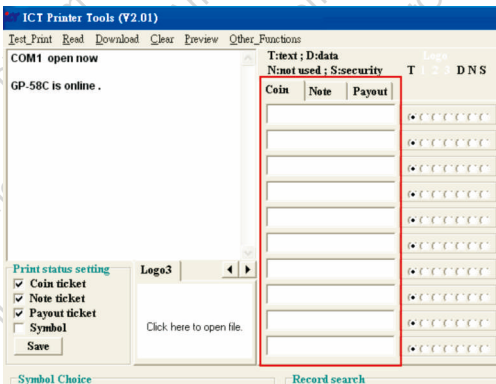 ICT Printer Tools (V2.01)
Test_Print Read Download Clear Preview Other_Functions
COM1 open now
GP-58C is online .
T:text ; D:data
N:not used ; S:security
Logo
T 1 2 3 D N S
Coin Note Payout
Print status setting
Coin ticket
Note ticket
Payout ticket
Symbol
Save
Logo3
Click here to open file.
Symbol Choice
Record search